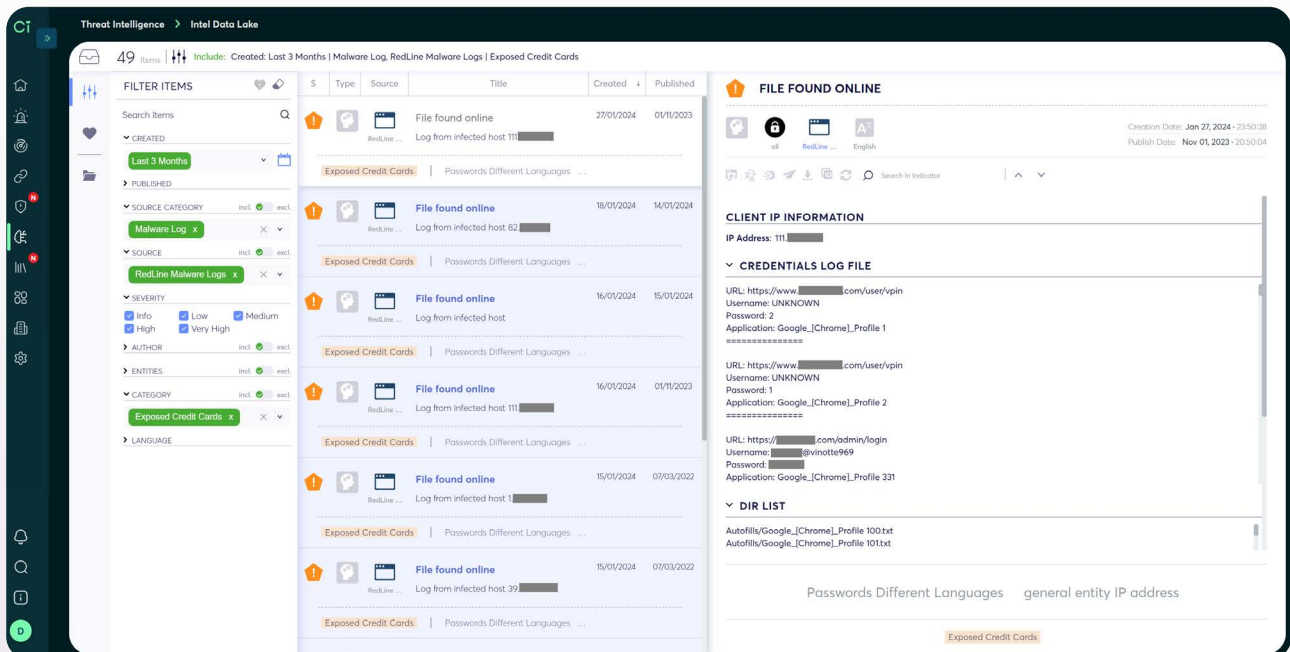 Ci
Threat Intelligence > Intel Data Lake
49 Items Include: Created: Last 3 Months | Malware Log, RedLine Malware Logs | Exposed Credit Cards
FILTER ITEMS
Search items
CREATED
Last 3 Months
PUBLISHED
SOURCE CATEGORY incl. excl.
Malware Log x
SOURCE incl. excl.
RedLine Malware Logs x
SEVERITY
Info Low Medium
High Very High
AUTHOR incl. excl.
ENTITIES incl. excl.
CATEGORY incl. excl.
Exposed Credit Cards x
LANGUAGE
N
N
D
S Type Source Title Created Published
File found online 27/01/2024 01/11/2023
RedLine ... Log from infected host 111.
Exposed Credit Cards | Passwords Different Languages ...
File found online 18/01/2024 14/01/2024
RedLine ... Log from infected host 82.
Exposed Credit Cards | Passwords Different Languages ...
File found online 16/01/2024 15/01/2024
RedLine ... Log from infected host
Exposed Credit Cards | Passwords Different Languages ...
File found online 16/01/2024 01/11/2023
RedLine ... Log from infected host 111.
Exposed Credit Cards | Passwords Different Languages ...
File found online 15/01/2024 07/03/2022
RedLine ... Log from infected host 1.
Exposed Credit Cards | Passwords Different Languages ...
File found online 15/01/2024 07/03/2022
RedLine ... Log from infected host 39.
Exposed Credit Cards | Passwords Different Languages ...
FILE FOUND ONLINE
all RedLine ... English
Creation Date: Jan 27, 2024 - 23:50:38
Publish Date: Nov 01, 2023 - 20:50:04
Search in Indicator
CLIENT IP INFORMATION
IP Address: 111.
CREDENTIALS LOG FILE
URL: https://www. .com/user/vpin
Username: UNKNOWN
Password: 2
Application: Google_[Chrome]_Profile 1
===============
URL: https://www. .com/user/vpin
Username: UNKNOWN
Password: 1
Application: Google_[Chrome]_Profile 2
===============
URL: https:// .com/admin/login
Username: @vinotte969
Password:
Application: Google_[Chrome]_Profile 331
DIR LIST
Autofills/Google_[Chrome]_Profile 100.txt
Autofills/Google_[Chrome]_Profile 101.txt
Passwords Different Languages general entity IP address
Exposed Credit Cards